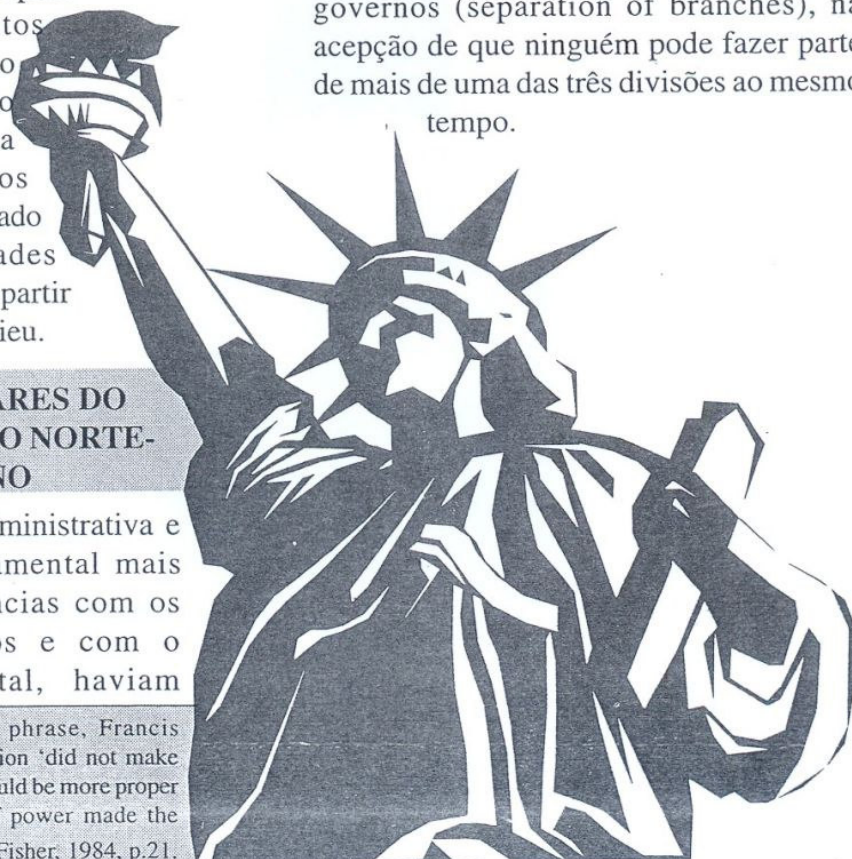 tos
o
o
a
os
ado
ades
partir
ieu.
ARES DO
O NORTE-
NO
ministrativa e
amental mais
ncias com os
os e com o
tal, haviam
phrase, Francis
ion 'did not make
uld be more proper
power made the
Fisher, 1984, p.21.
governos (separation of branches), na
acepção de que ninguém pode fazer parte
de mais de uma das três divisões ao mesmo
tempo.